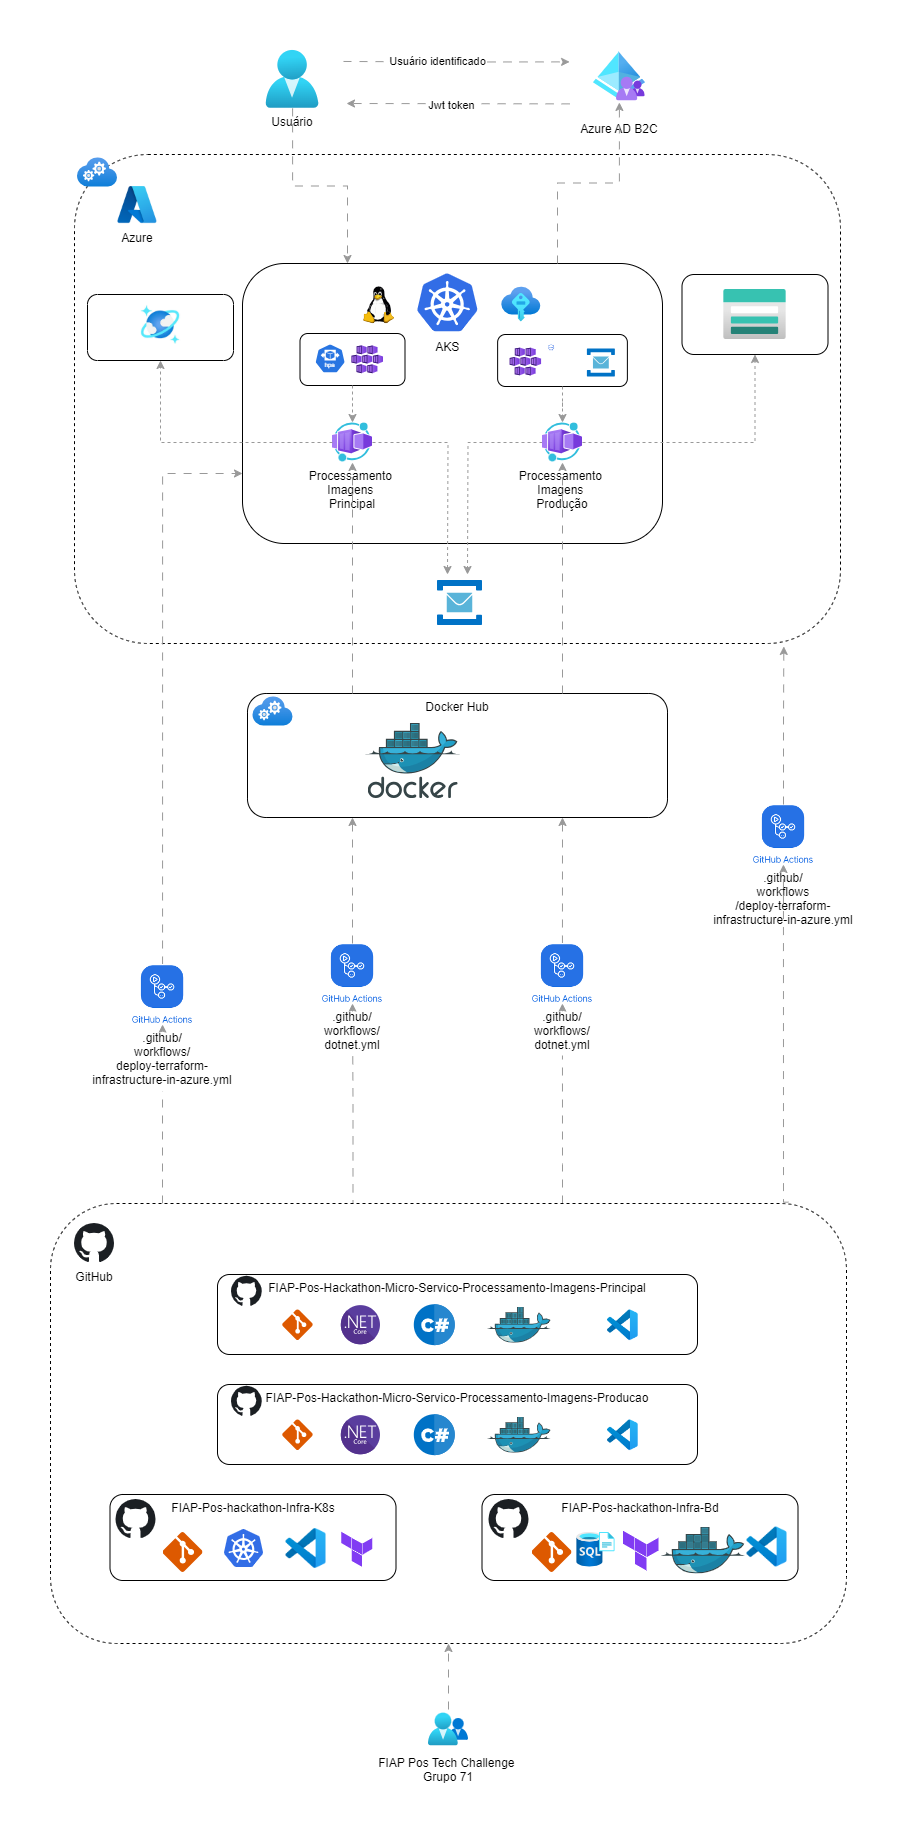 Usuário identificado
Jwt token
Usuário
Azure AD B2C
Azure
AKS
hpa
Processamento
Imagens
Principal
Processamento
Imagens
Produção
Docker Hub
docker
GitHub Actions
.github/
workflows
/deploy-terraform-
infrastructure-in-azure.yml
GitHub Actions
.github/
workflows/
dotnet.yml
GitHub Actions
.github/
workflows/
dotnet.yml
GitHub Actions
.github/
workflows/
deploy-terraform-
infrastructure-in-azure.yml
GitHub
FIAP-Pos-Hackathon-Micro-Servico-Processamento-Imagens-Principal
.NET
Core
C#
FIAP-Pos-Hackathon-Micro-Servico-Processamento-Imagens-Producao
.NET
Core
C#
FIAP-Pos-hackathon-Infra-K8s
FIAP-Pos-hackathon-Infra-Bd
SQL
FIAP Pos Tech Challenge
Grupo 71